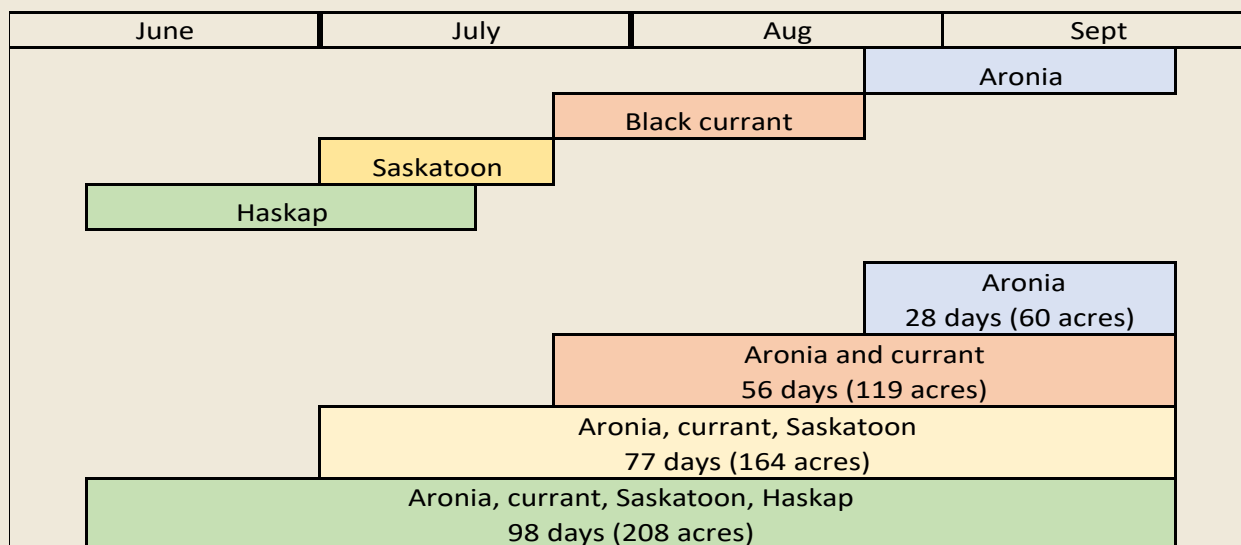 June July Aug Sept
Aronia
Black currant
Saskatoon
Haskap
Aronia
28 days (60 acres)
Aronia and currant
56 days (119 acres)
Aronia, currant, Saskatoon
77 days (164 acres)
Aronia, currant, Saskatoon, Haskap
98 days (208 acres)